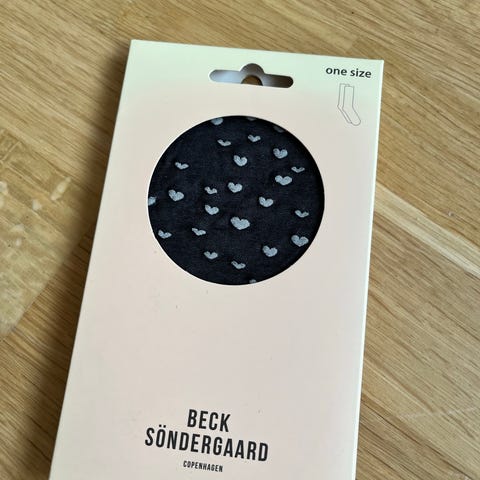 one size
BECK
SÖNDERGAARD
COPENHAGEN